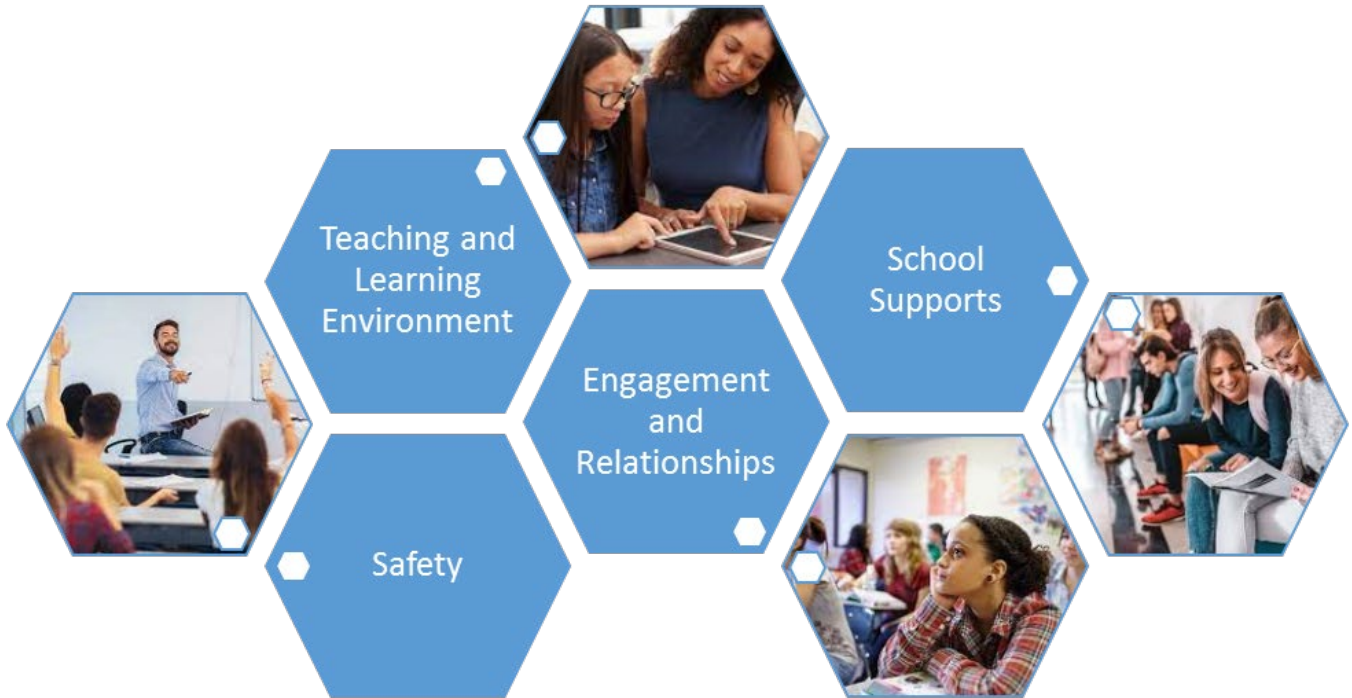 Teaching and
Learning
Environment
School
Supports
Engagement
and
Relationships
Safety